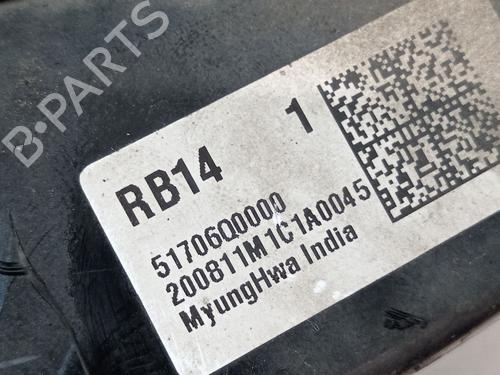 B-PARTS
RB14 1
51706Q0000
200811M1C1A0045
MyungHwa India